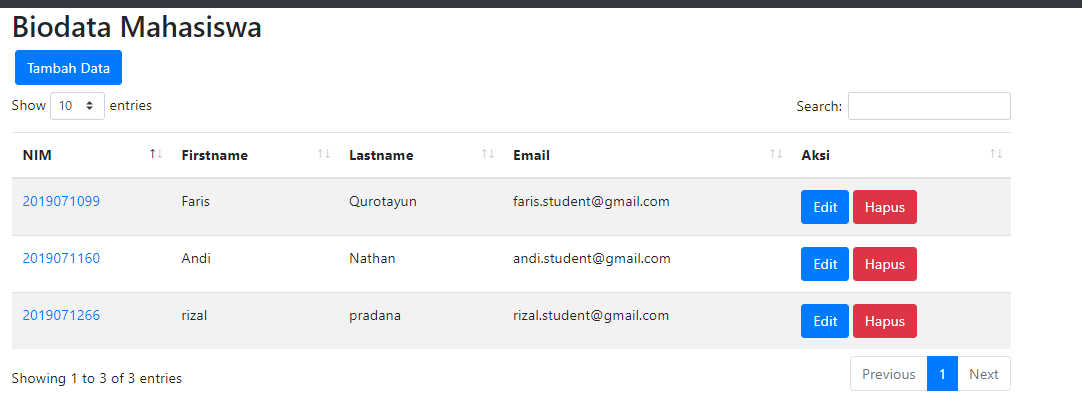 Biodata Mahasiswa
Tambah Data
Show 10 entries Search:
NIM Firstname Lastname Email Aksi
2019071099 Faris Qurotayun faris.student@gmail.com Edit Hapus
2019071160 Andi Nathan andi.student@gmail.com Edit Hapus
2019071266 rizal pradana rizal.student@gmail.com Edit Hapus
Showing 1 to 3 of 3 entries Previous 1 Next